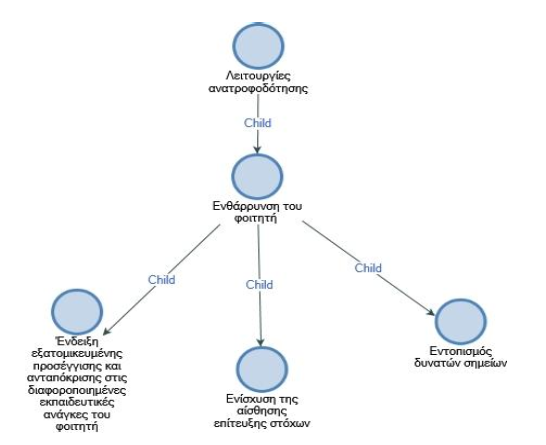 Λειτουργίες
ανατροφοδότησης
Child
Ενθάρρυνση του
φοιτητή
Child
Child
Child
Ένδειξη
εξατομικευμένης
προσέγγισης και
ανταπόκρισης στις
διαφοροποιημένες
εκπαιδευτικές
ανάγκες του
φοιτητή
Ενίσχυση της
αίσθησης
επίτευξης στόχων
Εντοπισμός
δυνατών σημείων